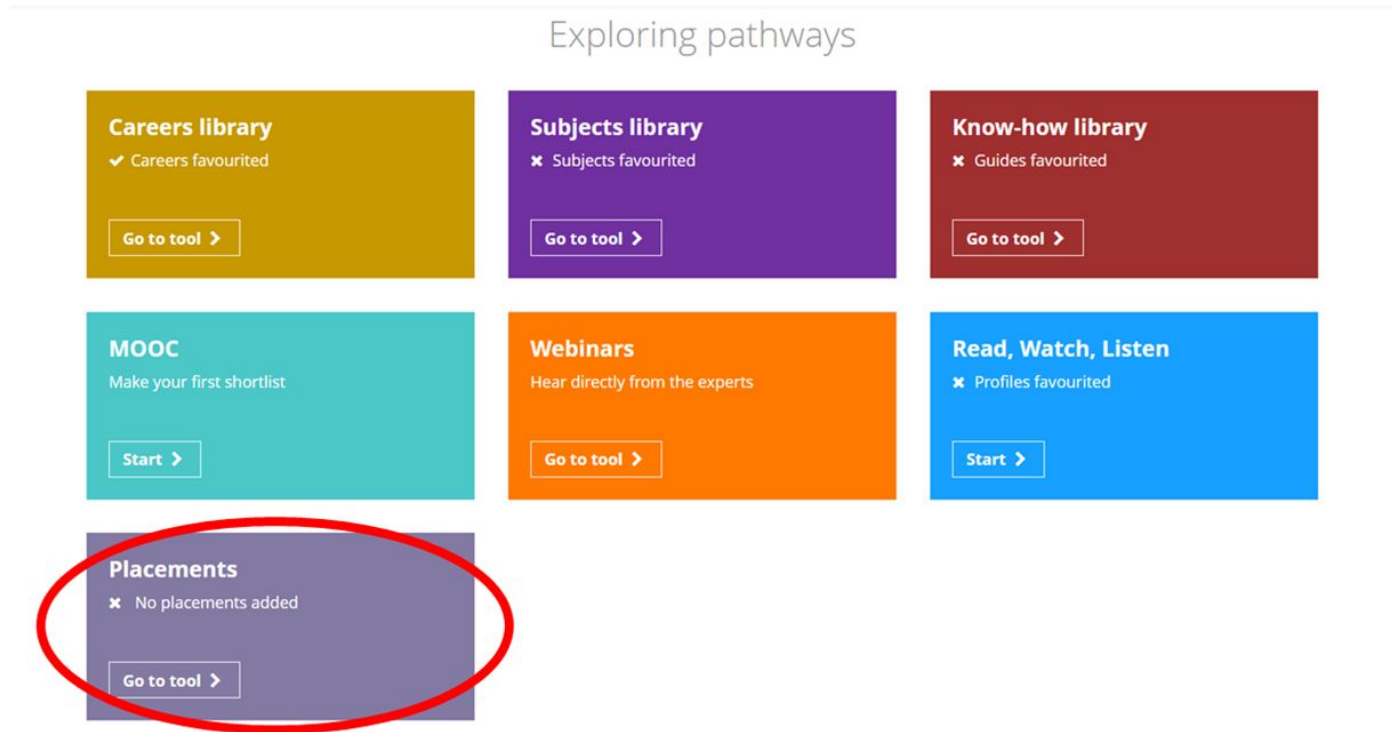 Exploring pathways
Careers library
✔ Careers favourited
Go to tool >
Subjects library
✖ Subjects favourited
Go to tool >
Know-how library
✖ Guides favourited
Go to tool >
MOOC
Make your first shortlist
Start >
Webinars
Hear directly from the experts
Go to tool >
Read, Watch, Listen
✖ Profiles favourited
Start >
Placements
✖ No placements added
Go to tool >